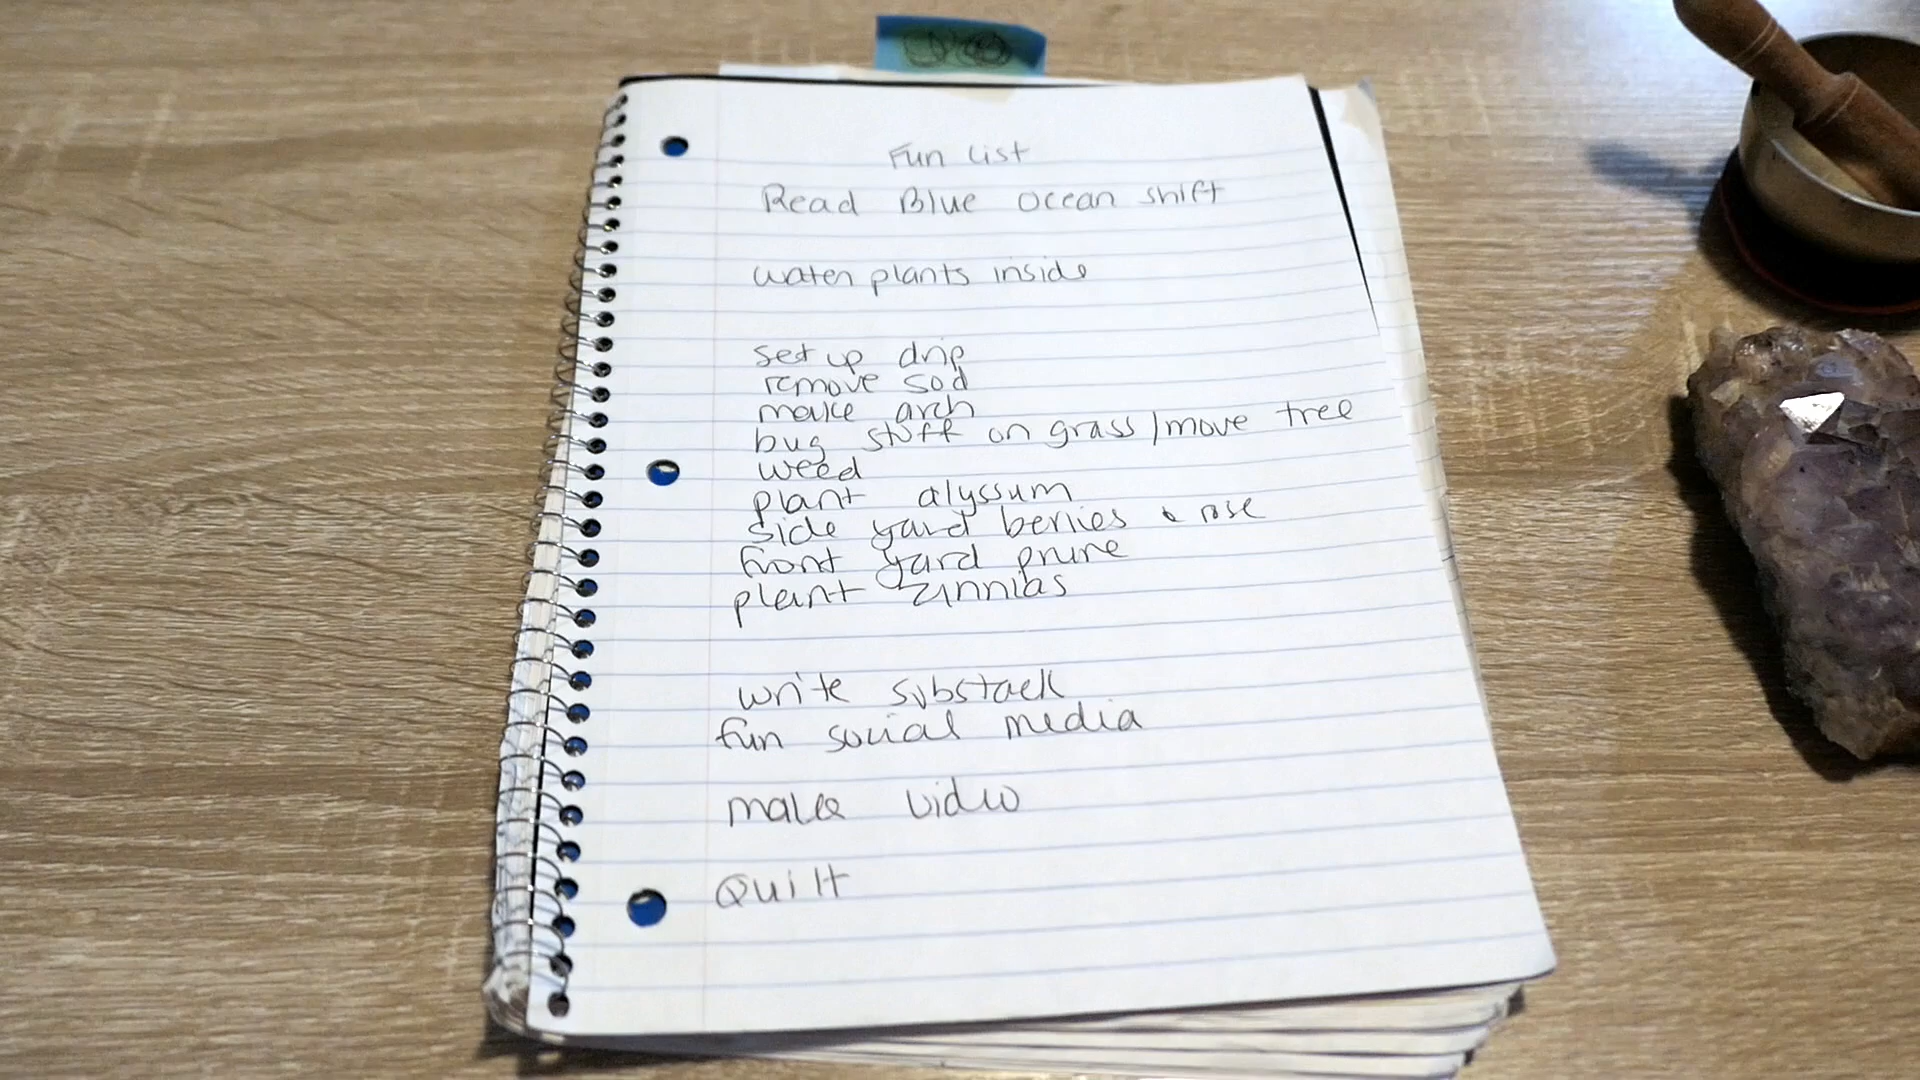 Fun List
Read Blue Ocean Shift
water plants inside
set up drip
remove sod
make arch
bug stuff on grass / move tree
weed
plant alyssum
side yard berries & rose
front yard prune
plant zinnias
write substack
fun social media
make video
Quilt